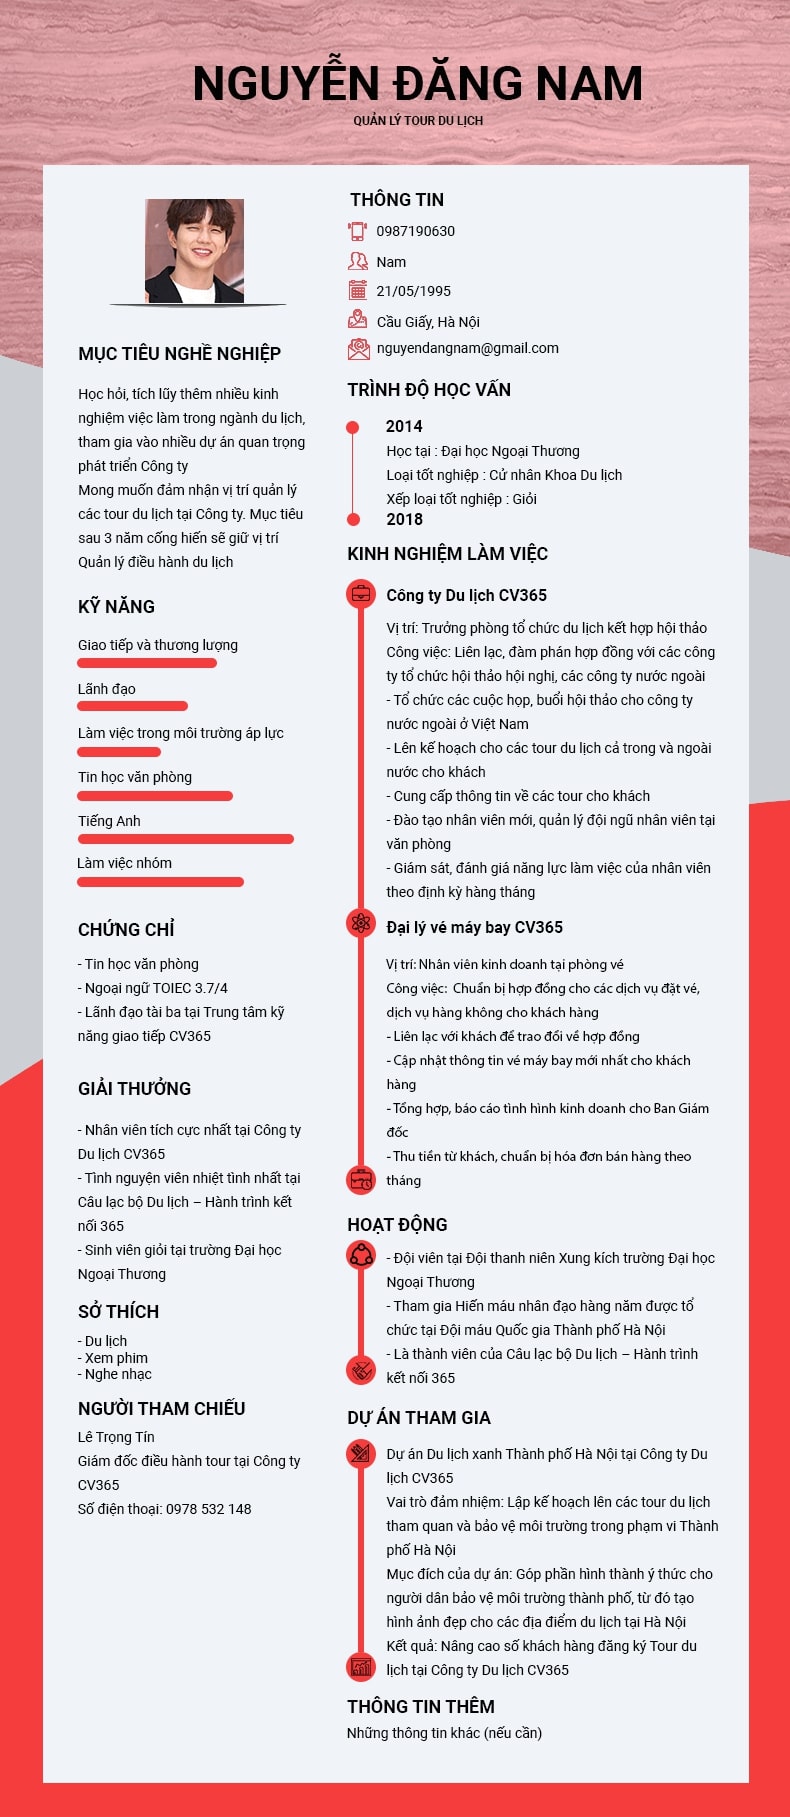 NGUYỄN ĐĂNG NAM
QUẢN LÝ TOUR DU LỊCH
MỤC TIÊU NGHỀ NGHIỆP
Học hỏi, tích lũy thêm nhiều kinh
nghiệm việc làm trong ngành du lịch,
tham gia vào nhiều dự án quan trọng
phát triển Công ty
Mong muốn đảm nhận vị trí quản lý
các tour du lịch tại Công ty. Mục tiêu
sau 3 năm cống hiến sẽ giữ vị trí
Quản lý điều hành du lịch
KỸ NĂNG
Giao tiếp và thương lượng
Lãnh đạo
Làm việc trong môi trường áp lực
Tin học văn phòng
Tiếng Anh
Làm việc nhóm
CHỨNG CHỈ
- Tin học văn phòng
- Ngoại ngữ TOIEC 3.7/4
- Lãnh đạo tài ba tại Trung tâm kỹ
năng giao tiếp CV365
GIẢI THƯỞNG
- Nhân viên tích cực nhất tại Công ty
Du lịch CV365
- Tình nguyện viên nhiệt tình nhất tại
Câu lạc bộ Du lịch – Hành trình kết
nối 365
- Sinh viên giỏi tại trường Đại học
Ngoại Thương
SỞ THÍCH
- Du lịch
- Xem phim
- Nghe nhạc
NGƯỜI THAM CHIẾU
Lê Trọng Tín
Giám đốc điều hành tour tại Công ty
CV365
Số điện thoại: 0978 532 148
THÔNG TIN
0987190630
Nam
21/05/1995
Cầu Giấy, Hà Nội
nguyendangnam@gmail.com
TRÌNH ĐỘ HỌC VẤN
2014
Học tại : Đại học Ngoại Thương
Loại tốt nghiệp : Cử nhân Khoa Du lịch
Xếp loại tốt nghiệp : Giỏi
2018
KINH NGHIỆM LÀM VIỆC
Công ty Du lịch CV365
Vị trí: Trưởng phòng tổ chức du lịch kết hợp hội thảo
Công việc: Liên lạc, đàm phán hợp đồng với các công
ty tổ chức hội thảo hội nghị, các công ty nước ngoài
- Tổ chức các cuộc họp, buổi hội thảo cho công ty
nước ngoài ở Việt Nam
- Lên kế hoạch cho các tour du lịch cả trong và ngoài
nước cho khách
- Cung cấp thông tin về các tour cho khách
- Đào tạo nhân viên mới, quản lý đội ngũ nhân viên tại
văn phòng
- Giám sát, đánh giá năng lực làm việc của nhân viên
theo định kỳ hàng tháng
Đại lý vé máy bay CV365
Vị trí: Nhân viên kinh doanh tại phòng vé
Công việc: Chuẩn bị hợp đồng cho các dịch vụ đặt vé,
dịch vụ hàng không cho khách hàng
- Liên lạc với khách để trao đổi về hợp đồng
- Cập nhật thông tin vé máy bay mới nhất cho khách
hàng
- Tổng hợp, báo cáo tình hình kinh doanh cho Ban Giám
đốc
- Thu tiền từ khách, chuẩn bị hóa đơn bán hàng theo
tháng
HOẠT ĐỘNG
- Đội viên tại Đội thanh niên Xung kích trường Đại học
Ngoại Thương
- Tham gia Hiến máu nhân đạo hàng năm được tổ
chức tại Đội máu Quốc gia Thành phố Hà Nội
- Là thành viên của Câu lạc bộ Du lịch – Hành trình
kết nối 365
DỰ ÁN THAM GIA
Dự án Du lịch xanh Thành phố Hà Nội tại Công ty Du
lịch CV365
Vai trò đảm nhiệm: Lập kế hoạch lên các tour du lịch
tham quan và bảo vệ môi trường trong phạm vi Thành
phố Hà Nội
Mục đích của dự án: Góp phần hình thành ý thức cho
người dân bảo vệ môi trường thành phố, từ đó tạo
hình ảnh đẹp cho các địa điểm du lịch tại Hà Nội
Kết quả: Nâng cao số khách hàng đăng ký Tour du
lịch tại Công ty Du lịch CV365
THÔNG TIN THÊM
Những thông tin khác (nếu cần)